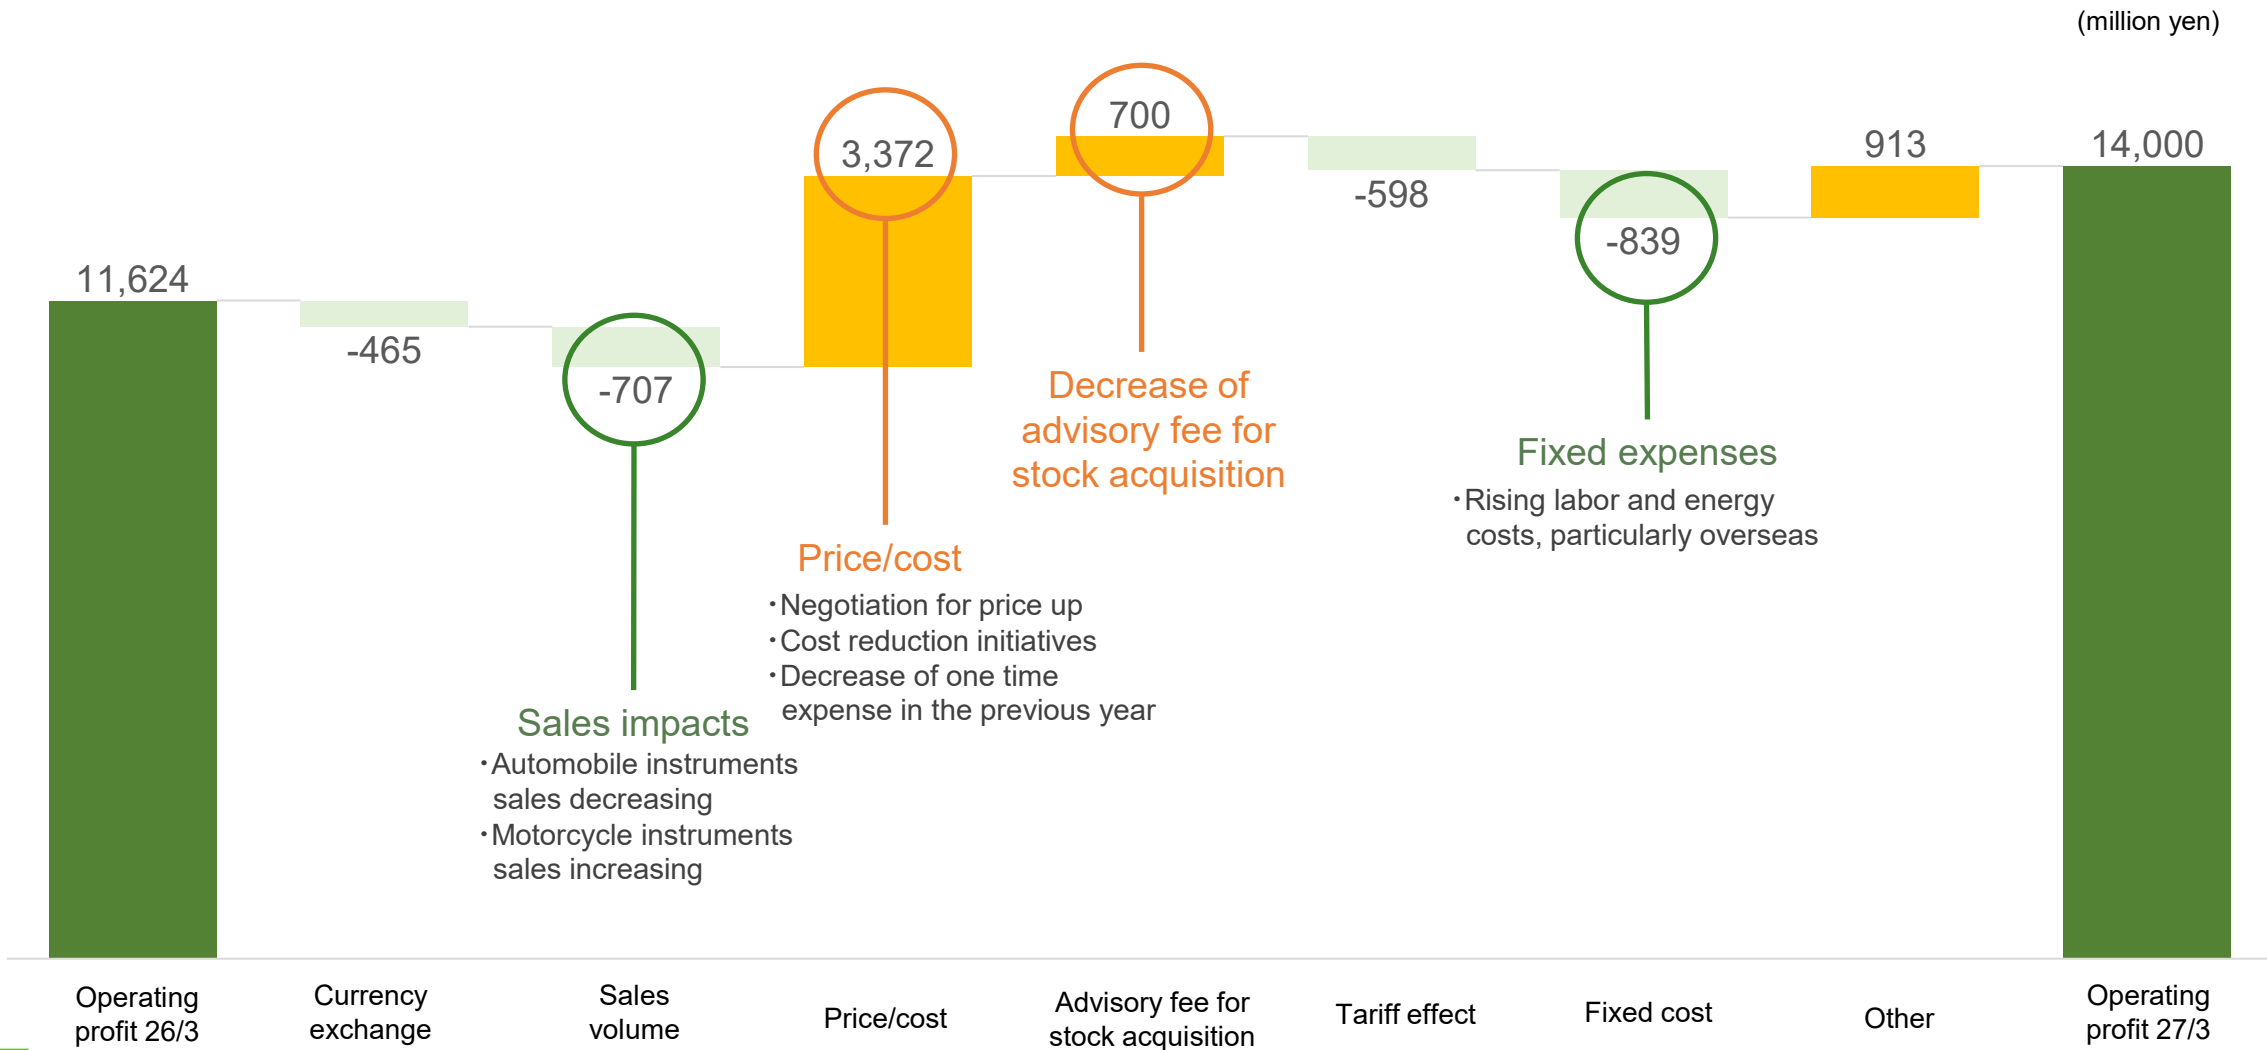 (million yen)
11,624
-465
-707
3,372
700
-598
-839
913
14,000
Decrease of
advisory fee for
stock acquisition
Fixed expenses
・Rising labor and energy
costs, particularly overseas
Price/cost
・Negotiation for price up
・Cost reduction initiatives
・Decrease of one time
expense in the previous year
Sales impacts
・Automobile instruments
sales decreasing
・Motorcycle instruments
sales increasing
Operating
profit 26/3
Currency
exchange
Sales
volume
Price/cost
Advisory fee for
stock acquisition
Tariff effect
Fixed cost
Other
Operating
profit 27/3